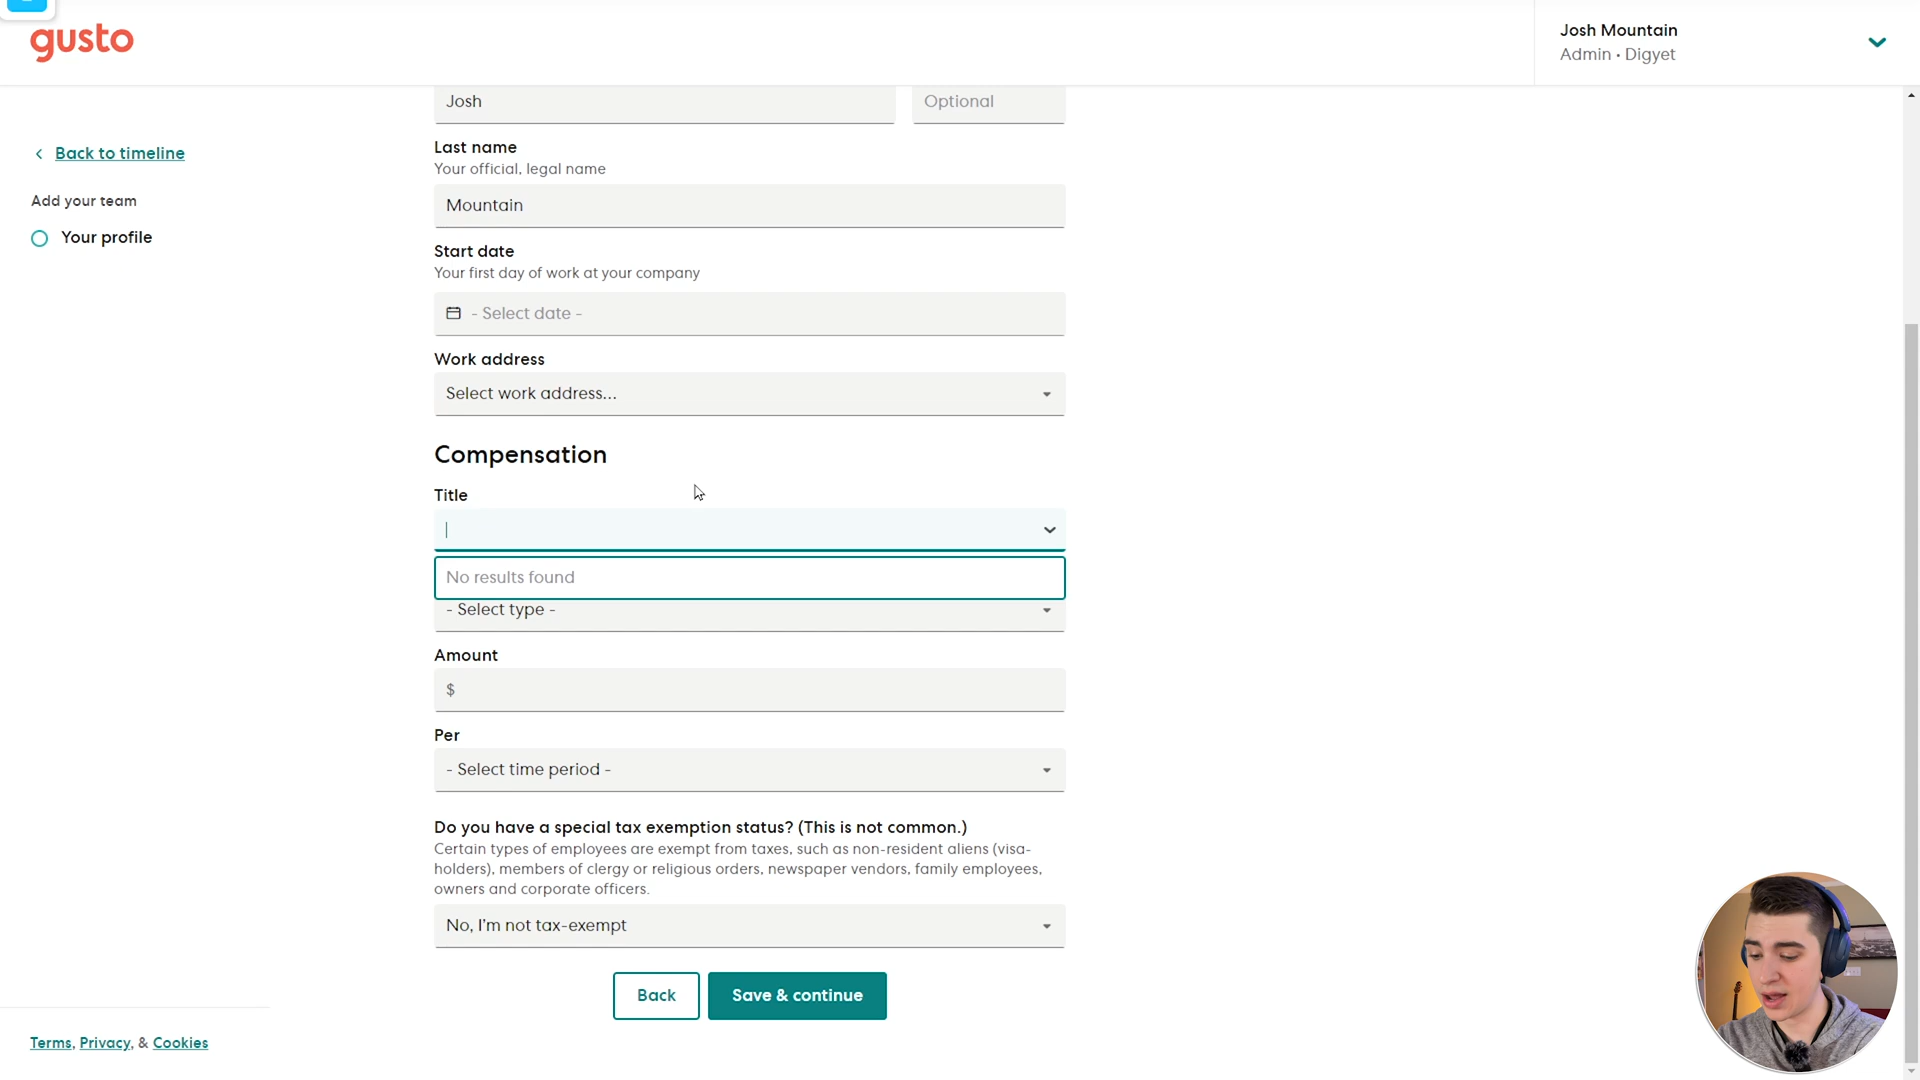 gusto
Josh Mountain
Admin • Digyet
Back to timeline
Add your team
Your profile
Josh
Optional
Last name
Your official, legal name
Mountain
Start date
Your first day of work at your company
- Select date -
Work address
Select work address...
Compensation
Title
No results found
- Select type -
Amount
$
Per
- Select time period -
Do you have a special tax exemption status? (This is not common.)
Certain types of employees are exempt from taxes, such as non-resident aliens (visa-
holders), members of clergy or religious orders, newspaper vendors, family employees,
owners and corporate officers.
No, I'm not tax-exempt
Back
Save & continue
Terms, Privacy, & Cookies